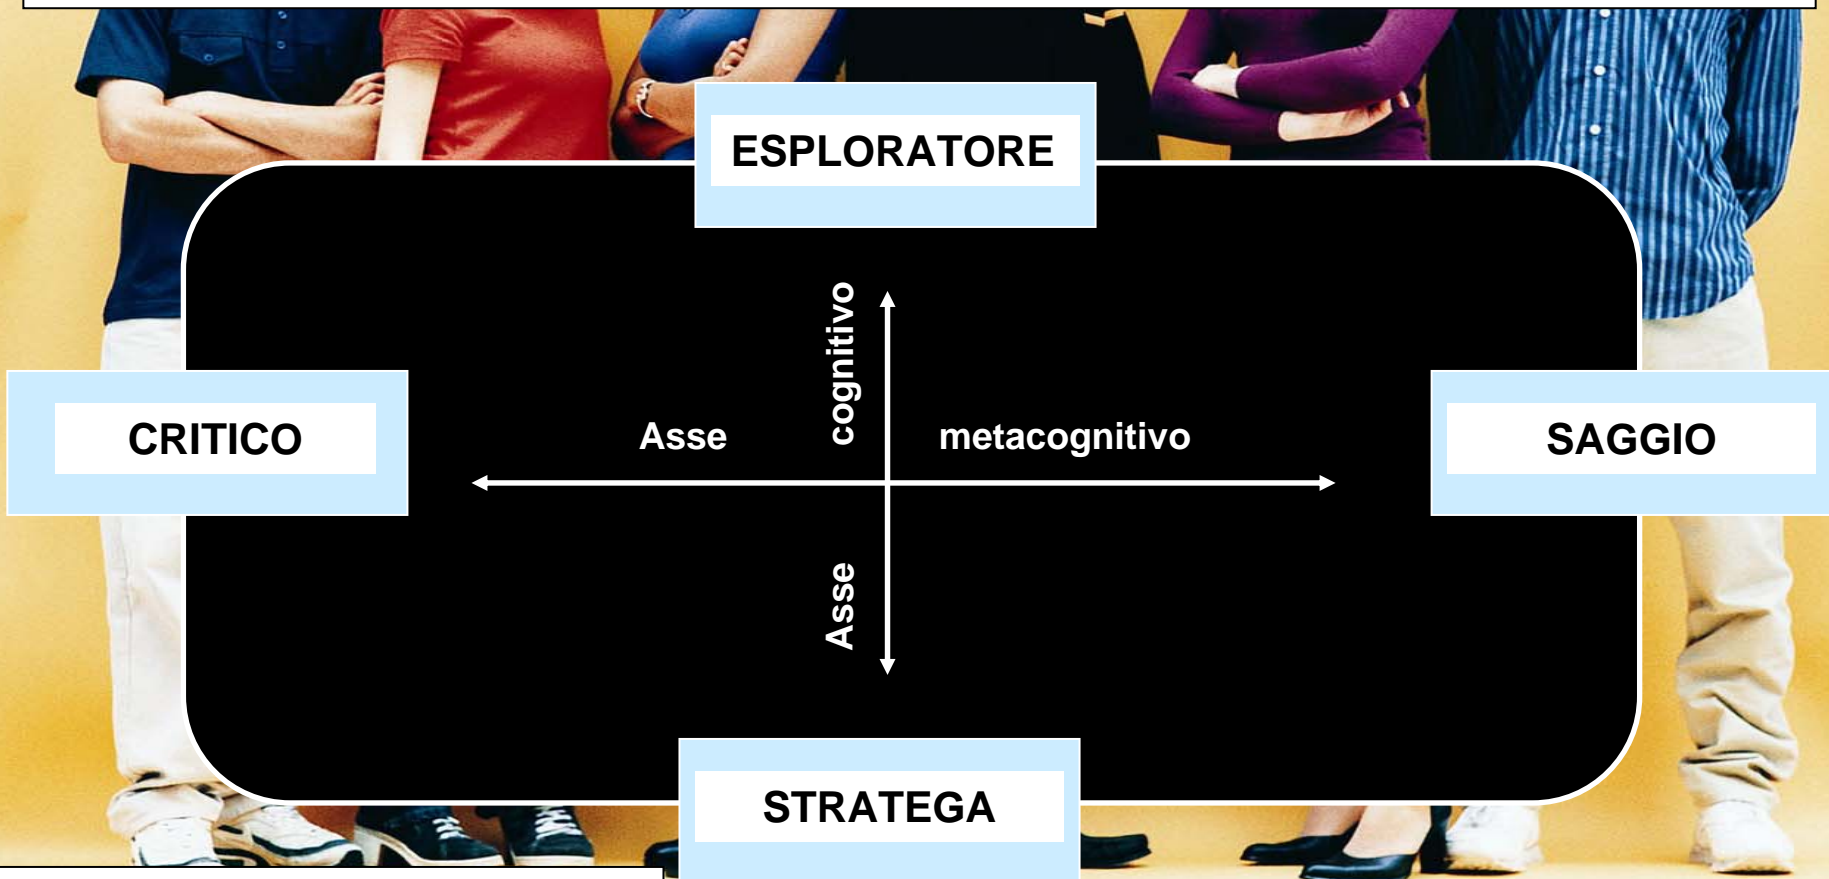 ESPLORATORE
cognitivo
CRITICO
Asse
metacognitivo
SAGGIO
Asse
STRATEGA